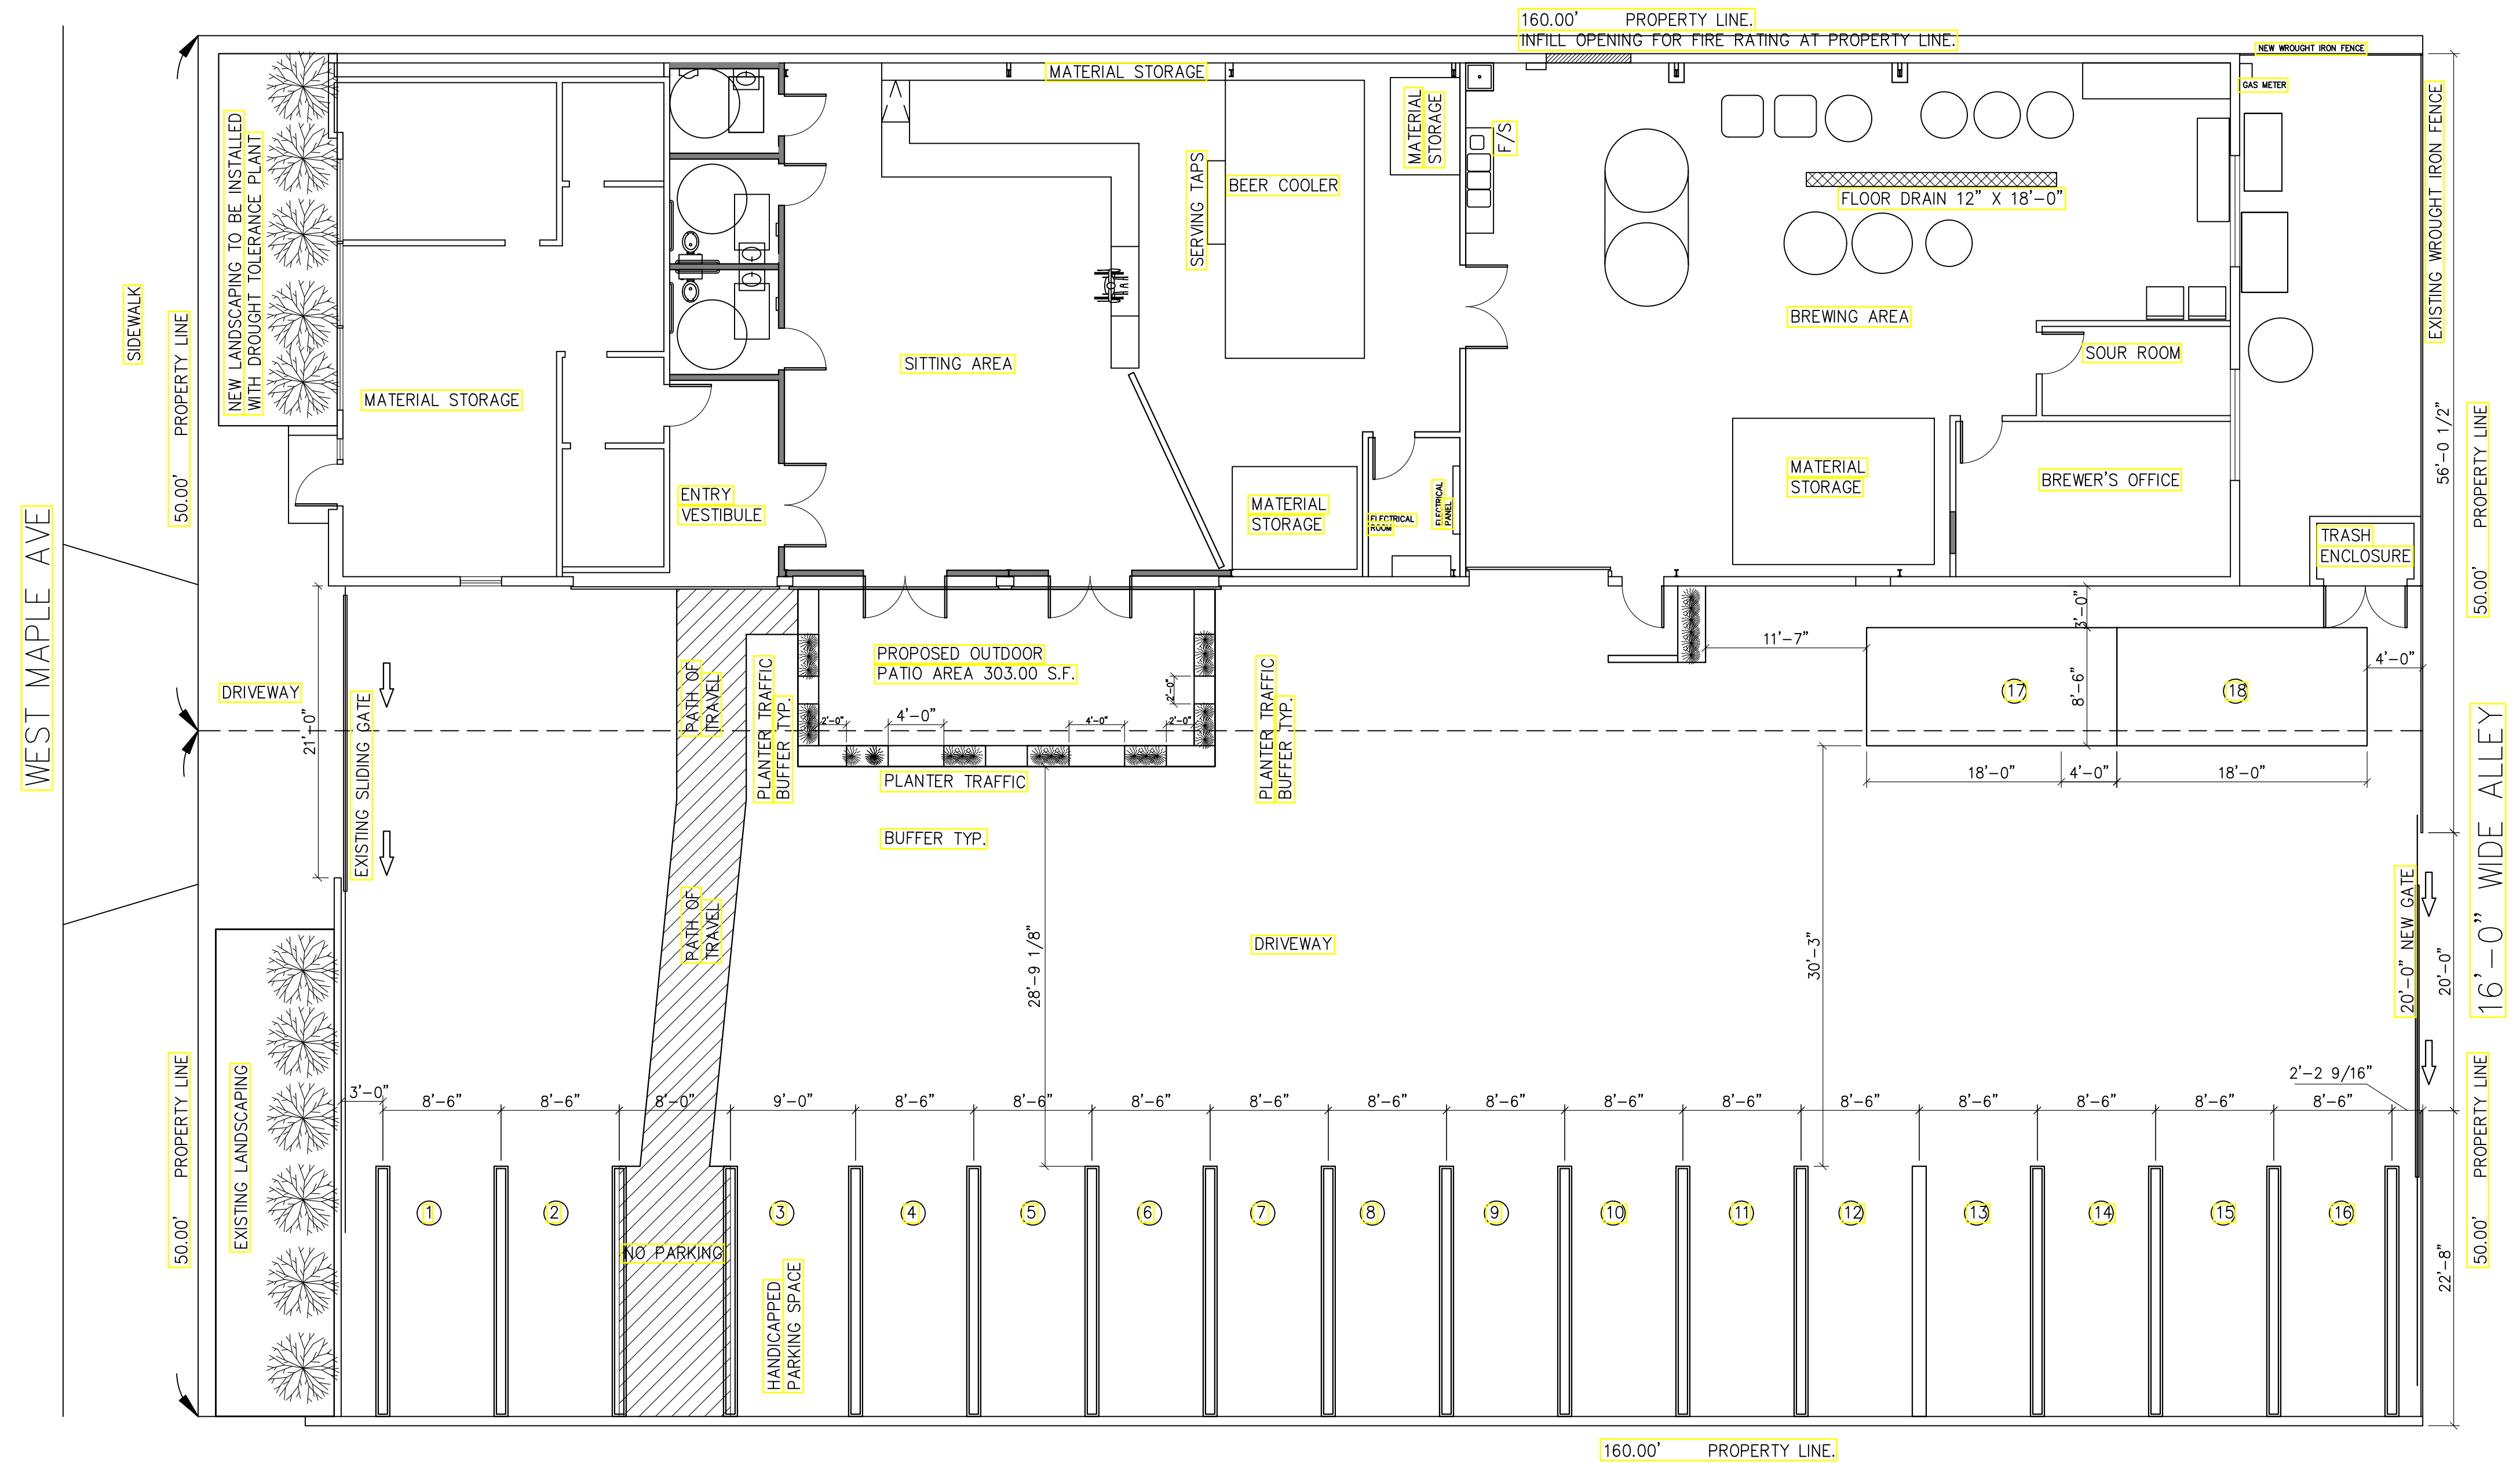 160.00' PROPERTY LINE.
INFILL OPENING FOR FIRE RATING AT PROPERTY LINE.
NEW WROUGHT IRON FENCE
GAS METER
EXISTING WROUGHT IRON FENCE
MATERIAL STORAGE
MATERIAL
STORAGE
F/S
NEW LANDSCAPING TO BE INSTALLED
WITH DROUGHT TOLERANCE PLANT
SERVING TAPS
BEER COOLER
FLOOR DRAIN 12" X 18'-0"
SIDEWALK
50.00' PROPERTY LINE
BREWING AREA
SOUR ROOM
SITTING AREA
MATERIAL STORAGE
56'-0 1/2"
50.00' PROPERTY LINE
MATERIAL
STORAGE
BREWER'S OFFICE
ENTRY
VESTIBULE
MATERIAL
STORAGE
ELECTRICAL
ROOM
ELECTRICAL
PANEL
TRASH
ENCLOSURE
WEST MAPLE AVE
DRIVEWAY
21'-0"
EXISTING SLIDING GATE
PATH OF
TRAVEL
PLANTER TRAFFIC
BUFFER TYP.
PROPOSED OUTDOOR
PATIO AREA 303.00 S.F.
2'-0"
2'-0"
4'-0"
4'-0"
2'-0"
PLANTER TRAFFIC
BUFFER TYP.
PLANTER TRAFFIC
BUFFER TYP.
11'-7"
3'-0"
8'-6"
17
18
4'-0"
18'-0"
4'-0"
18'-0"
16'-0" WIDE ALLEY
PATH OF
TRAVEL
28'-9 1/8"
DRIVEWAY
30'-3"
20'-0" NEW GATE
20'-0"
50.00' PROPERTY LINE
EXISTING LANDSCAPING
3'-0"
8'-6"
8'-6"
8'-0"
9'-0"
8'-6"
8'-6"
8'-6"
8'-6"
8'-6"
8'-6"
8'-6"
8'-6"
8'-6"
8'-6"
8'-6"
8'-6"
8'-6"
2'-2 9/16"
50.00' PROPERTY LINE
1
2
3
4
5
6
7
8
9
10
11
12
13
14
15
16
NO PARKING
HANDICAPPED
PARKING SPACE
22'-8"
160.00' PROPERTY LINE.